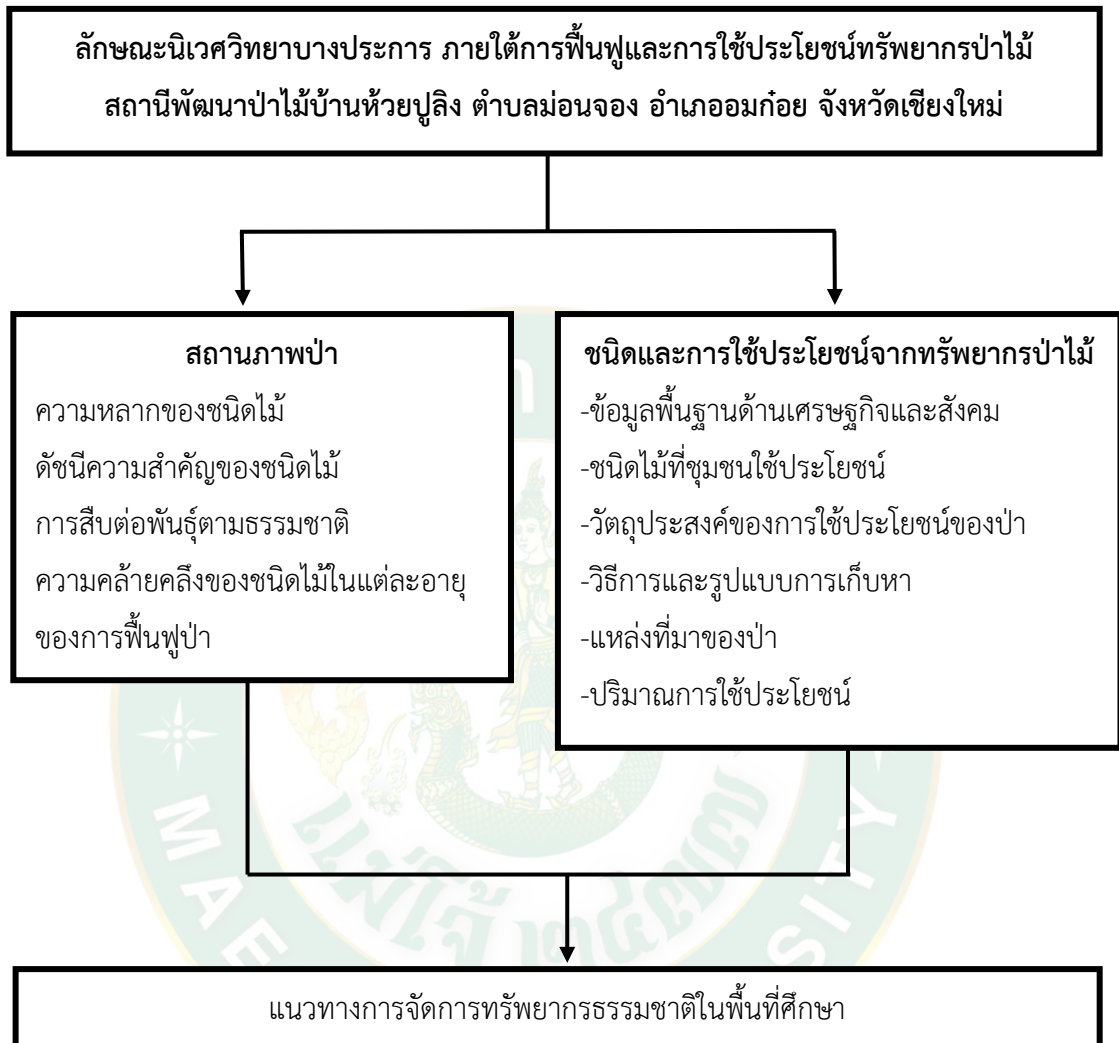 ลักษณะนิเวศวิทยาบางประการ ภายใต้การฟื้นฟูและการใช้ประโยชน์ทรัพยากรป่าไม้
สถานีพัฒนาป่าไม้บ้านห้วยปูลิง ตำบลม่อนจอง อำเภออมก๋อย จังหวัดเชียงใหม่
สถานภาพป่า
ความหลากของชนิดไม้
ดัชนีความสำคัญของชนิดไม้
การสืบต่อพันธุ์ตามธรรมชาติ
ความคล้ายคลึงของชนิดไม้ในแต่ละอายุ
ของการฟื้นฟูป่า
ชนิดและการใช้ประโยชน์จากทรัพยากรป่าไม้
-ข้อมูลพื้นฐานด้านเศรษฐกิจและสังคม
-ชนิดไม้ที่ชุมชนใช้ประโยชน์
-วัตถุประสงค์ของการใช้ประโยชน์ของป่า
-วิธีการและรูปแบบการเก็บหา
-แหล่งที่มาของป่า
-ปริมาณการใช้ประโยชน์
แม่โจ้ ๒๔๗๗
แนวทางการจัดการทรัพยากรธรรมชาติในพื้นที่ศึกษา